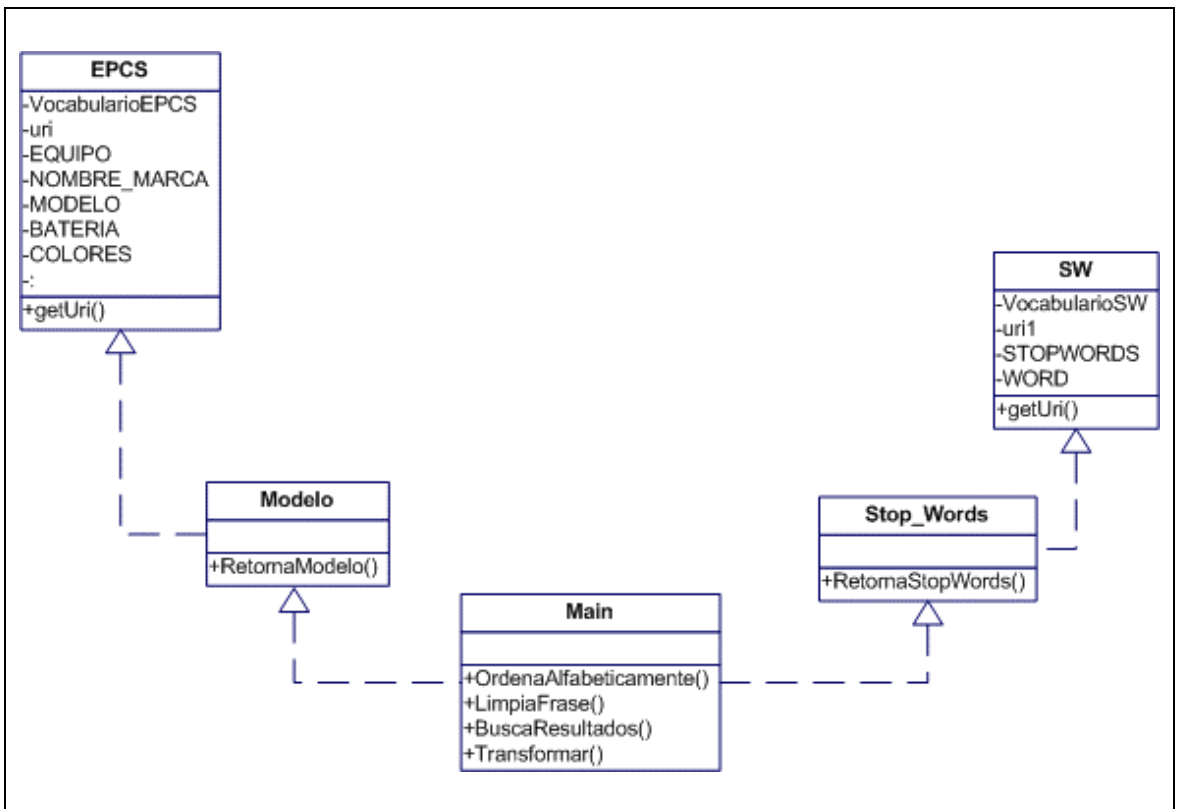 EPCS
-VocabularioEPCS
-uri
-EQUIPO
-NOMBRE_MARCA
-MODELO
-BATERIA
-COLORES
-:
+getUri()
SW
-VocabularioSW
-uri1
-STOPWORDS
-WORD
+getUri()
Modelo
+RetornaModelo()
Stop_Words
+RetornaStopWords()
Main
+OrdenaAlfabeticamente()
+LimpiaFrase()
+BuscaResultados()
+Transformar()